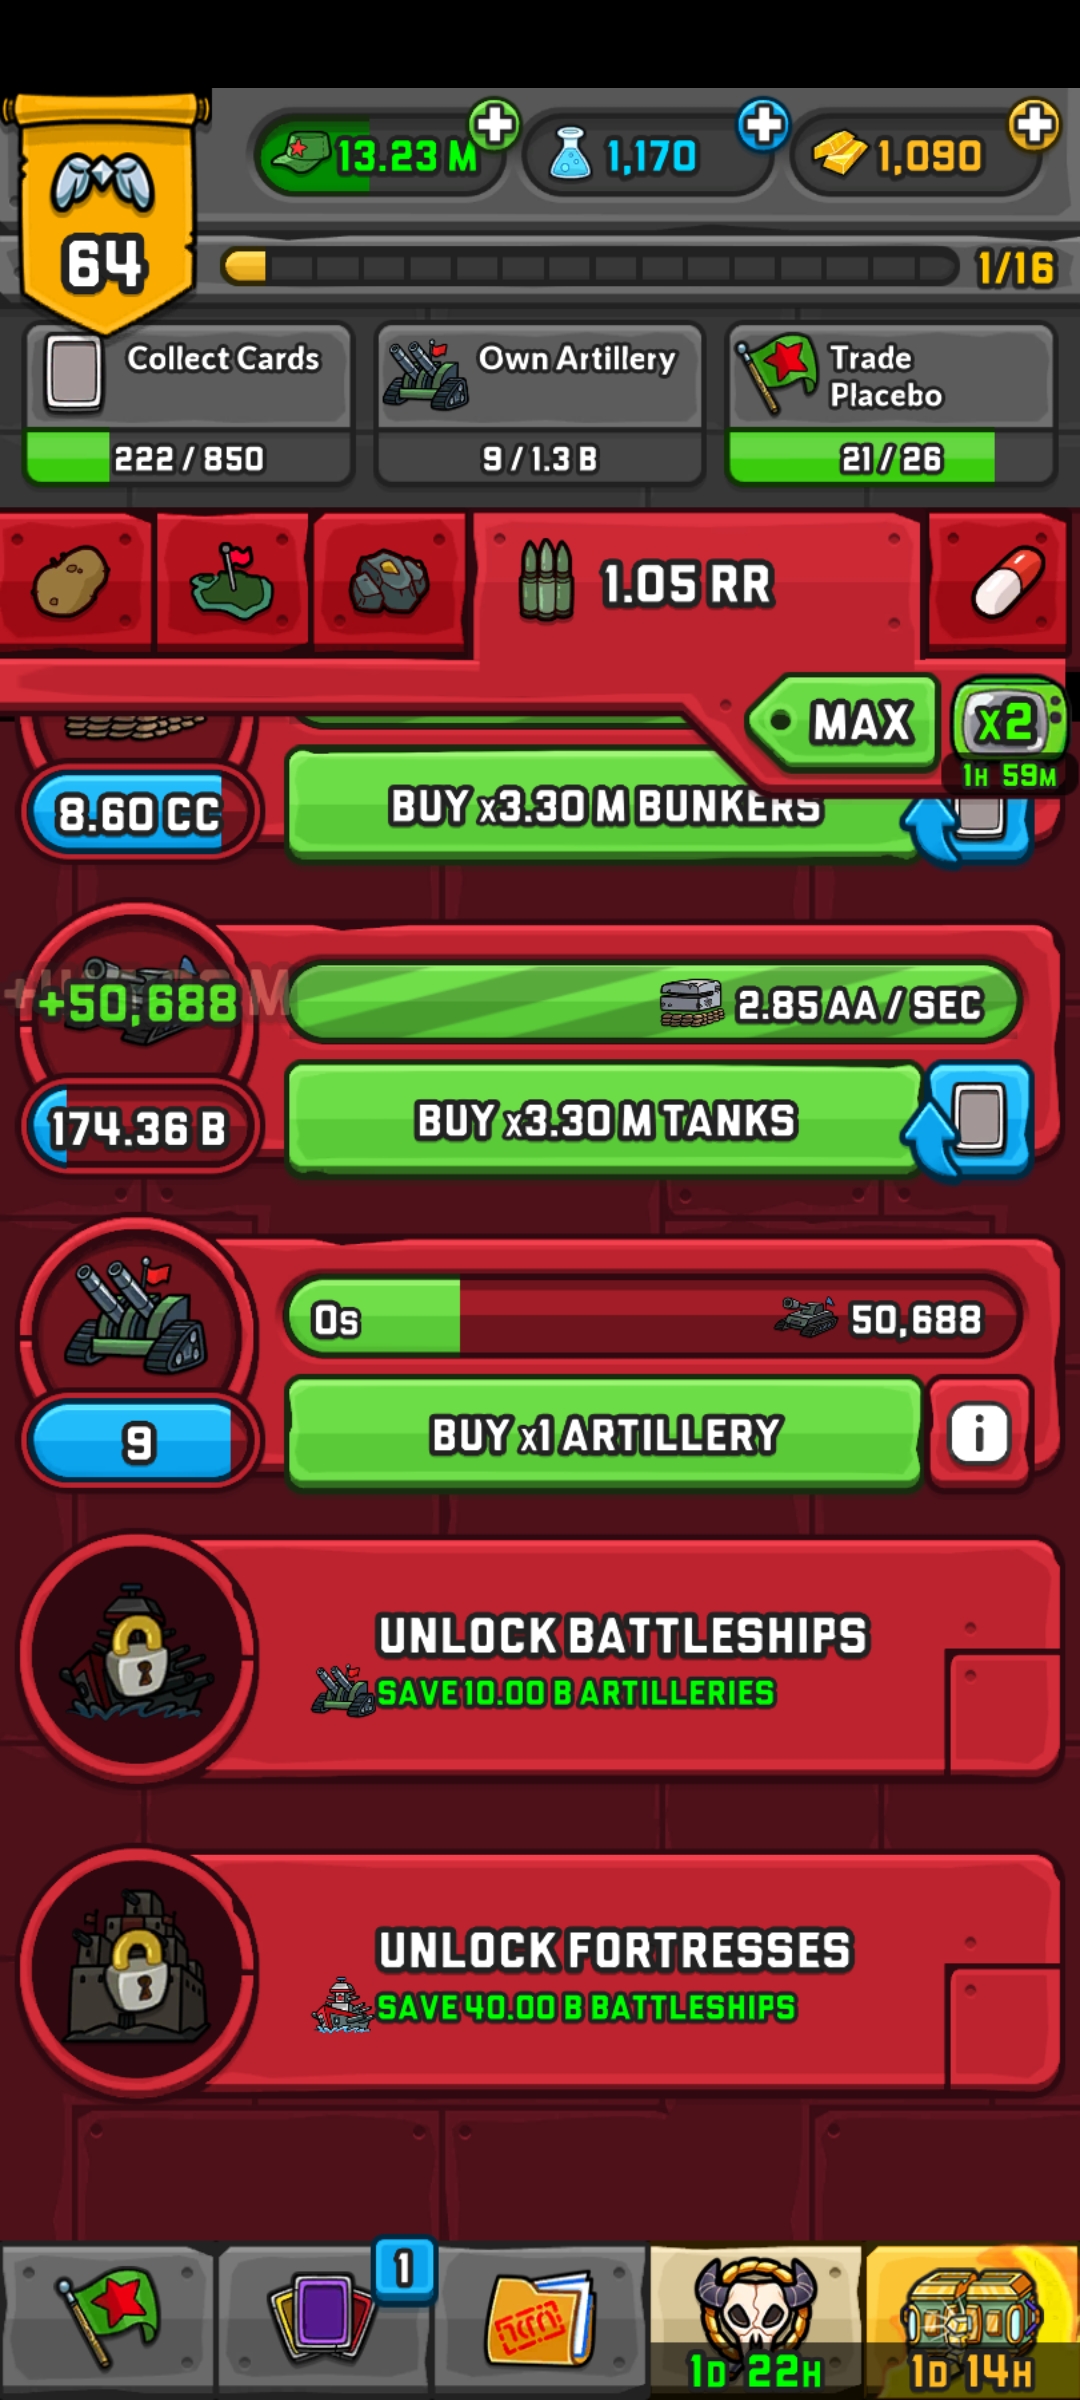 13.23 M
1,170
1,090
64
1/16
Collect Cards
Own Artillery
Trade
Placebo
222 / 850
9 / 1.3 B
21 / 26
1.05 RR
MAX
x2
1H 59M
8.60 CC
BUY x3.30 M BUNKERS
+50,688
2.85 AA / SEC
174.36 B
BUY x3.30 M TANKS
0s
50,688
9
BUY x1 ARTILLERY
i
UNLOCK BATTLESHIPS
SAVE 10.00 B ARTILLERIES
UNLOCK FORTRESSES
SAVE 40.00 B BATTLESHIPS
1
1D 22H
1D 14H